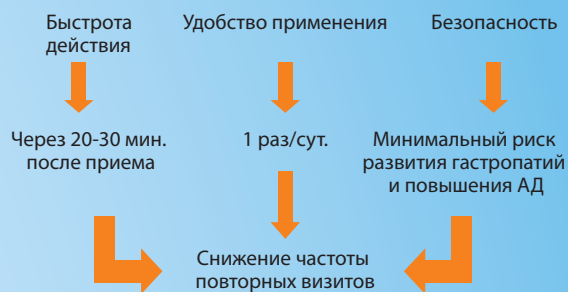 Быстрота
действия
Удобство применения
Безопасность
Через 20-30 мин.
после приема
1 раз/сут.
Минимальный риск
развития гастропатий
и повышения АД
Снижение частоты
повторных визитов